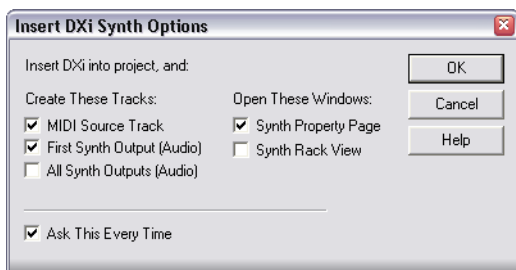 Insert DXi Synth Options
Insert DXi into project, and:
Create These Tracks:
MIDI Source Track
First Synth Output (Audio)
All Synth Outputs (Audio)
Open These Windows:
Synth Property Page
Synth Rack View
Ask This Every Time
OK
Cancel
Help